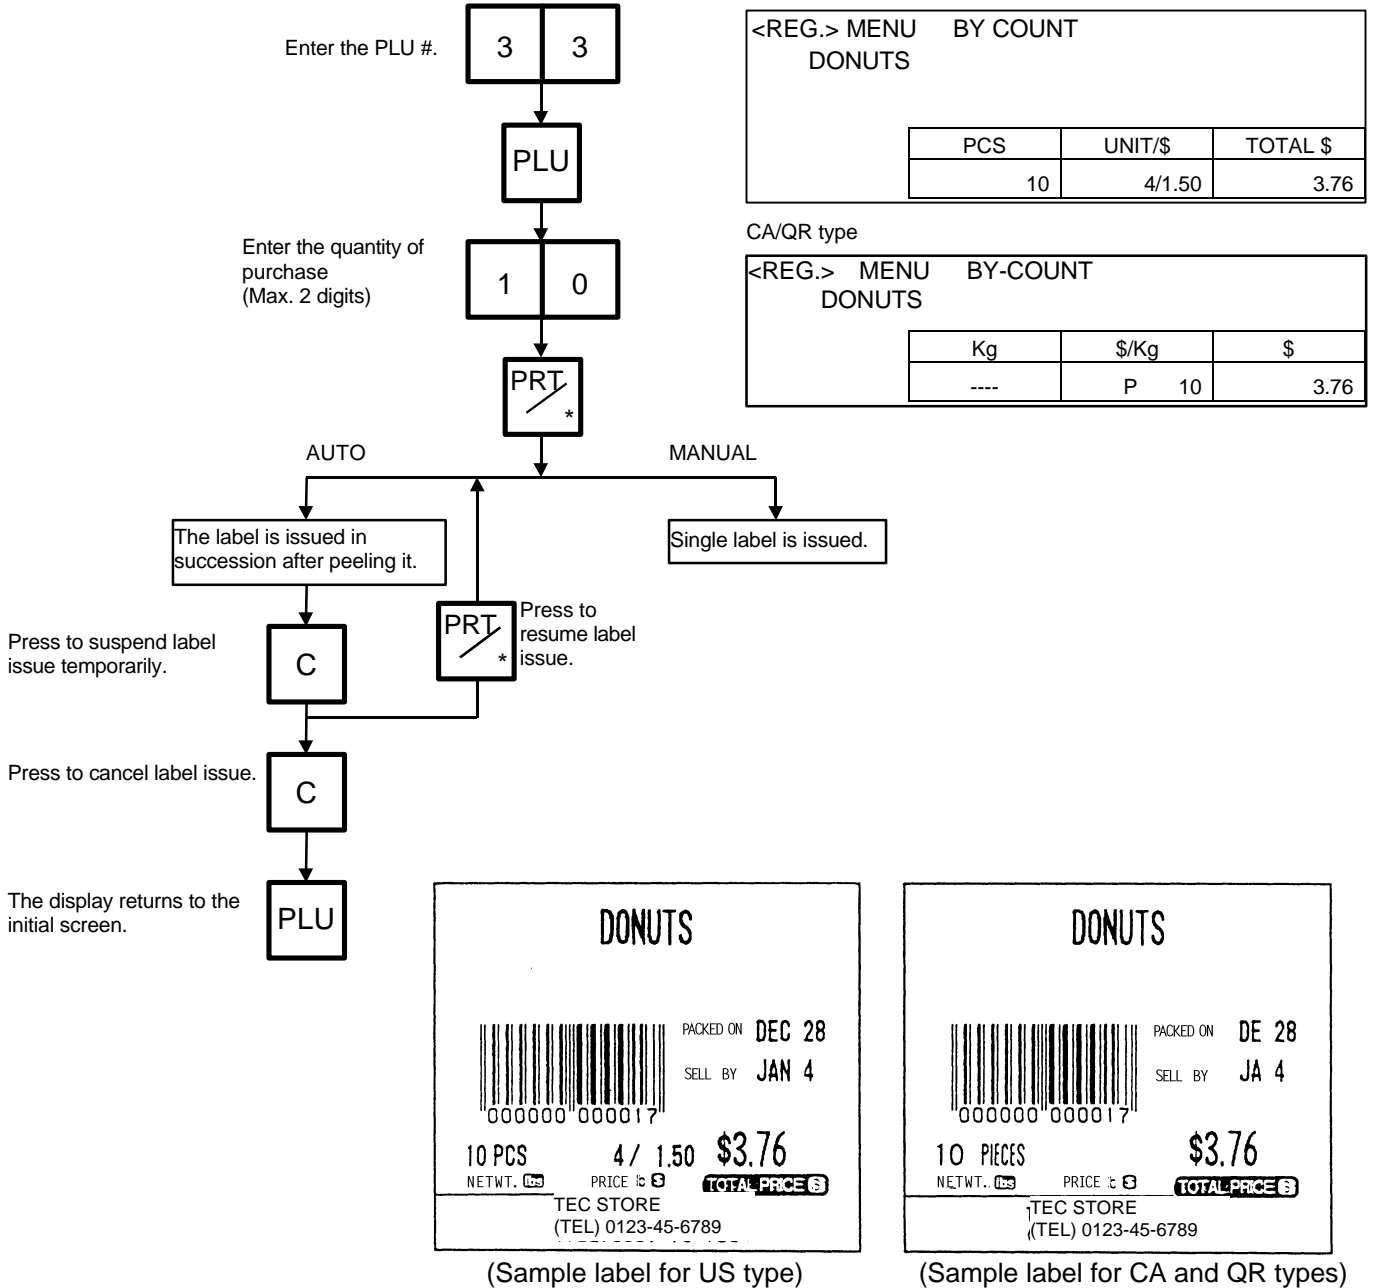 Enter the PLU #.
3 3
PLU
Enter the quantity of
purchase
(Max. 2 digits)
1 0
PRT
*
AUTO
MANUAL
The label is issued in
succession after peeling it.
Single label is issued.
Press to suspend label
issue temporarily.
C
PRT
*
Press to
resume label
issue.
Press to cancel label issue.
C
The display returns to the
initial screen.
PLU
<REG.> MENU BY COUNT
DONUTS
PCS UNIT/$ TOTAL $
10 4/1.50 3.76
CA/QR type
<REG.> MENU BY-COUNT
DONUTS
Kg $/Kg $
---- P 10 3.76
DONUTS
PACKED ON DEC 28
SELL BY JAN 4
000000 000017
10 PCS 4/ 1.50 $3.76
NETWT. lbs PRICE TOTAL PRICE $
TEC STORE
(TEL) 0123-45-6789
(Sample label for US type)
DONUTS
PACKED ON DE 28
SELL BY JA 4
000000 000017
10 PIECES $3.76
NETWT. lbs PRICE TOTAL PRICE $
TEC STORE
(TEL) 0123-45-6789
(Sample label for CA and QR types)